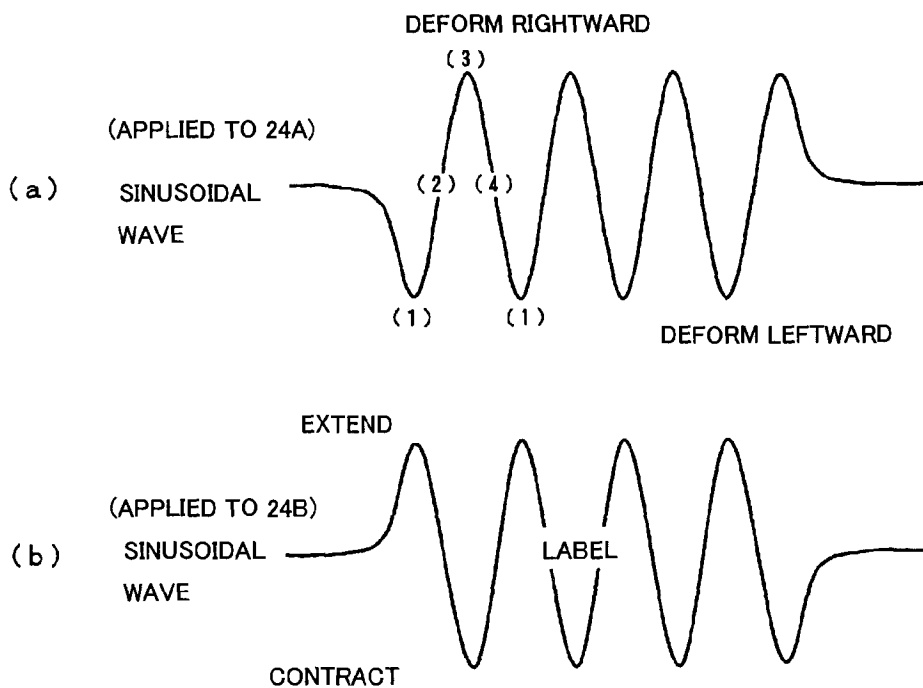 DEFORM RIGHTWARD
(3)
(APPLIED TO 24A)
(a) SINUSOIDAL (2) (4)
WAVE
(1) (1)
DEFORM LEFTWARD
EXTEND
(APPLIED TO 24B)
(b) SINUSOIDAL LABEL
WAVE
CONTRACT